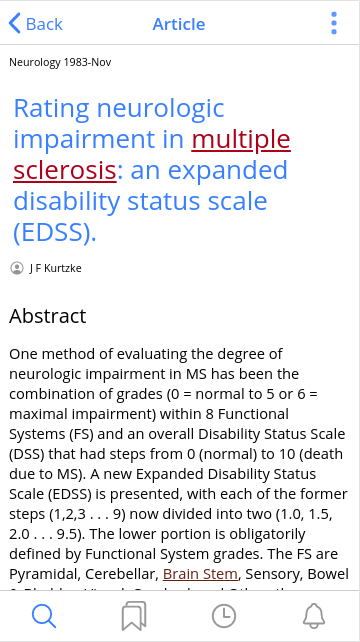 Back
Article
Neurology 1983-Nov
Rating neurologic
impairment in multiple
sclerosis: an expanded
disability status scale
(EDSS).
J F Kurtzke
Abstract
One method of evaluating the degree of
neurologic impairment in MS has been the
combination of grades (0 = normal to 5 or 6 =
maximal impairment) within 8 Functional
Systems (FS) and an overall Disability Status Scale
(DSS) that had steps from 0 (normal) to 10 (death
due to MS). A new Expanded Disability Status
Scale (EDSS) is presented, with each of the former
steps (1,2,3 . . . 9) now divided into two (1.0, 1.5,
2.0 . . . 9.5). The lower portion is obligatorily
defined by Functional System grades. The FS are
Pyramidal, Cerebellar, Brain Stem, Sensory, Bowel